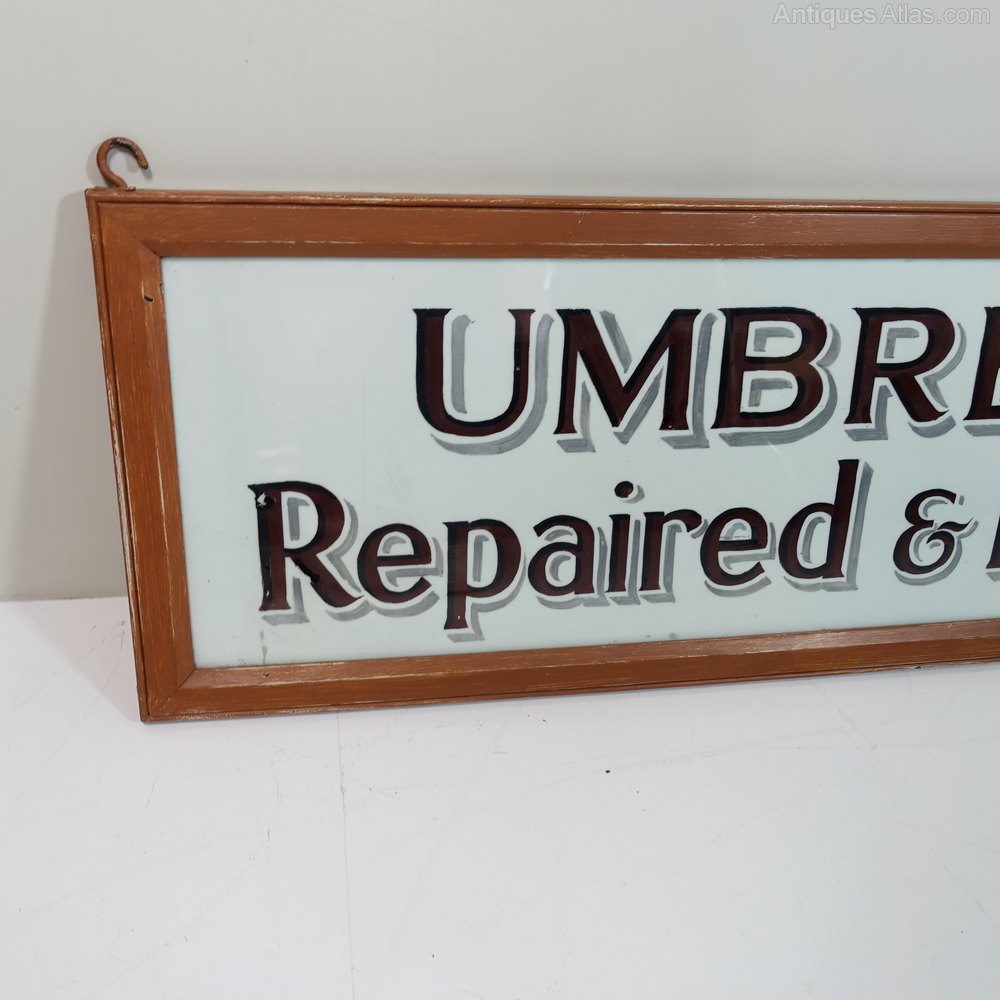 AntiquesAtlas.com
UMBRE
Repaired &